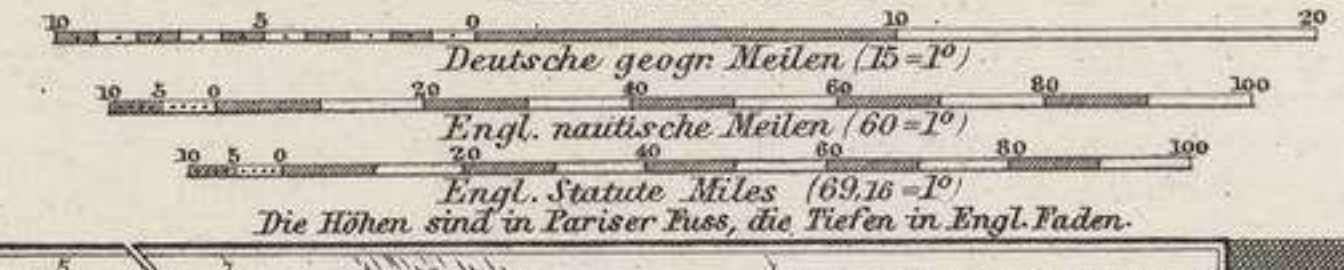 10 5 0 10 20
Deutsche geogr. Meilen (15=1°)
10 5 0 20 40 60 80 100
Engl. nautische Meilen (60=1°)
10 5 0 20 40 60 80 100
Engl. Statute Miles (69,16=1°)
Die Höhen sind in Pariser Fuss, die Tiefen in Engl. Faden.